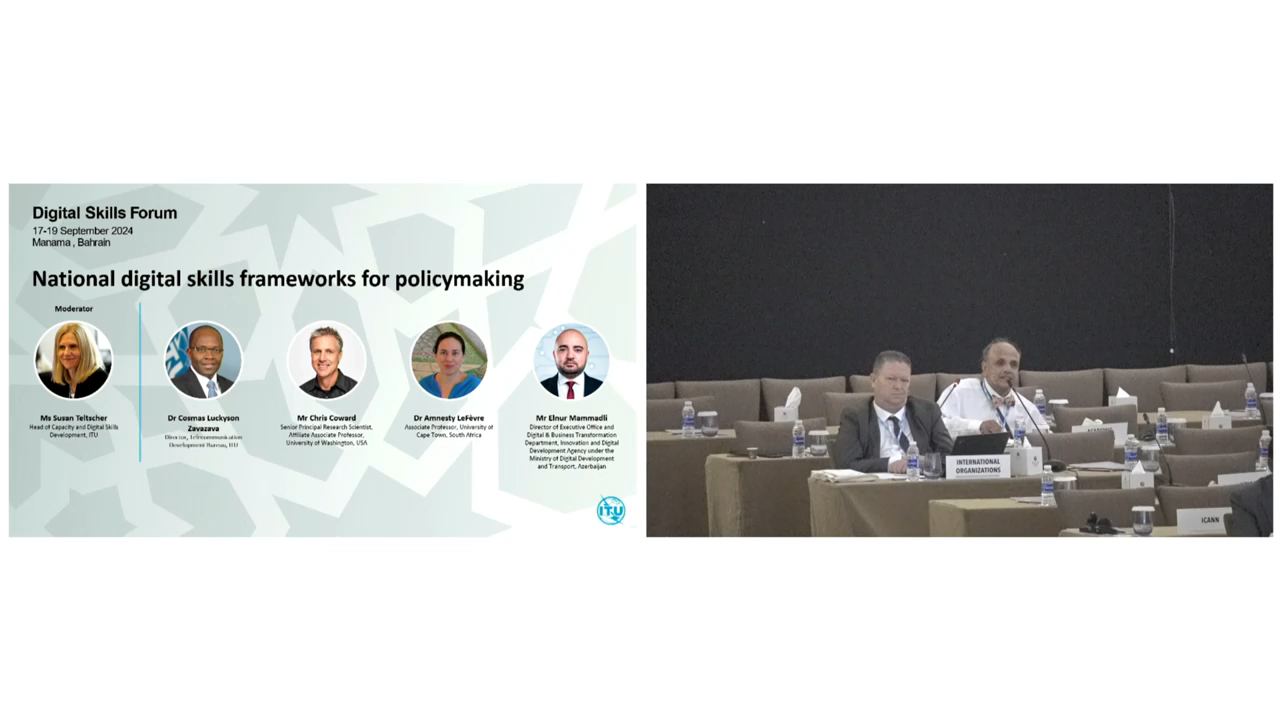 Digital Skills Forum
17-19 September 2024
Manama , Bahrain
National digital skills frameworks for policymaking
Moderator
Ms Susan Teltscher
Head of Capacity and Digital Skills
Development, ITU
Dr Cosmas Luckyson
Zavazava
Director, Telecommunication
Development Bureau, ITU
Mr Chris Coward
Senior Principal Research Scientist,
Affiliate Associate Professor,
University of Washington, USA
Dr Amnesty LeFèvre
Associate Professor, University of
Cape Town, South Africa
Mr Elnur Mammadli
Director of Executive Office and
Digital & Business Transformation
Department, Innovation and Digital
Development Agency under the
Ministry of Digital Development
and Transport, Azerbaijan
ITU
INTERNATIONAL
ORGANIZATIONS
ICANN